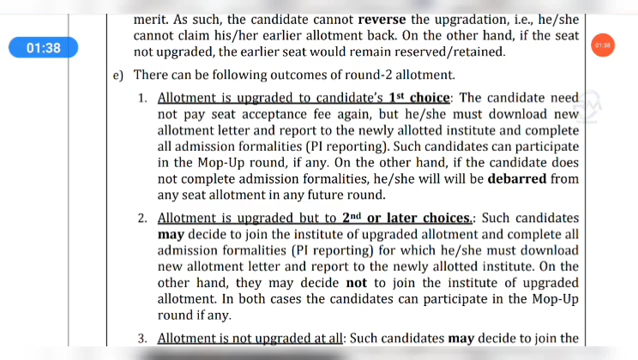 merit. As such, the candidate cannot reverse the upgradation, i.e., he/she
01:38
cannot claim his/her earlier allotment back. On the other hand, if the seat
01:38
not upgraded, the earlier seat would remain reserved/retained.
e) There can be following outcomes of round-2 allotment.
1. Allotment is upgraded to candidate's 1st choice: The candidate need
not pay seat acceptance fee again, but he/she must download new
allotment letter and report to the newly allotted institute and complete
all admission formalities (PI reporting). Such candidates can participate
in the Mop-Up round, if any. On the other hand, if the candidate does
not complete admission formalities, he/she will will be debarred from
any seat allotment in any future round.
2. Allotment is upgraded but to 2nd or later choices.: Such candidates
may decide to join the institute of upgraded allotment and complete all
admission formalities (PI reporting) for which he/she must download
new allotment letter and report to the newly allotted institute. On the
other hand, they may decide not to join the institute of upgraded
allotment. In both cases the candidates can participate in the Mop-Up
round if any.
3. Allotment is not upgraded at all: Such candidates may decide to join the